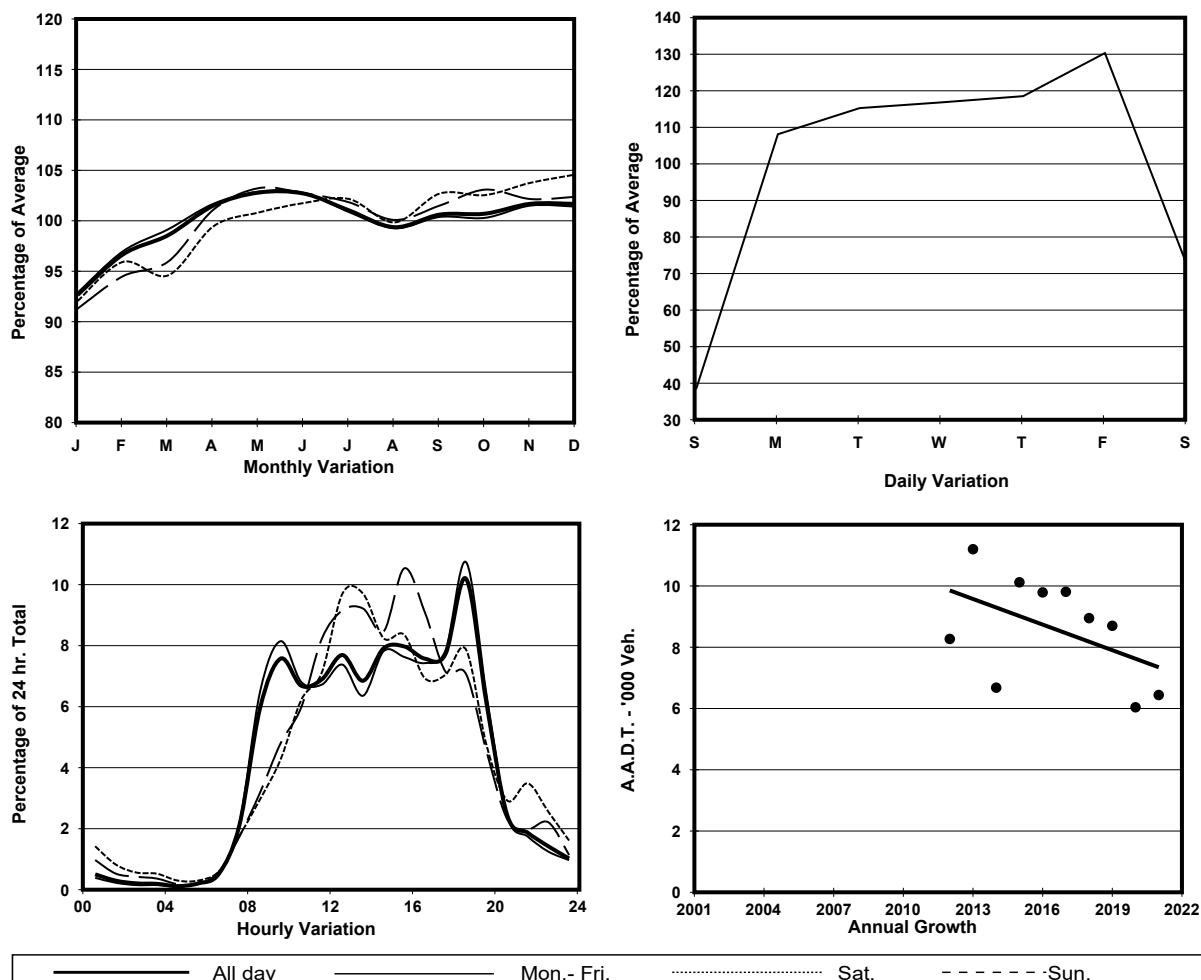 120
115
110
105
100
95
90
85
80
Percentage of Average
J F M A M J J A S O N D
Monthly Variation
140
130
120
110
100
90
80
70
60
50
40
30
Percentage of Average
S M T W T F S
Daily Variation
12
10
8
6
4
2
0
Percentage of 24 hr. Total
00 04 08 12 16 20 24
Hourly Variation
12
10
8
6
4
2
0
A.A.D.T. - '000 Veh.
2001 2004 2007 2010 2013 2016 2019 2022
Annual Growth
All day Mon.- Fri. Sat. Sun.